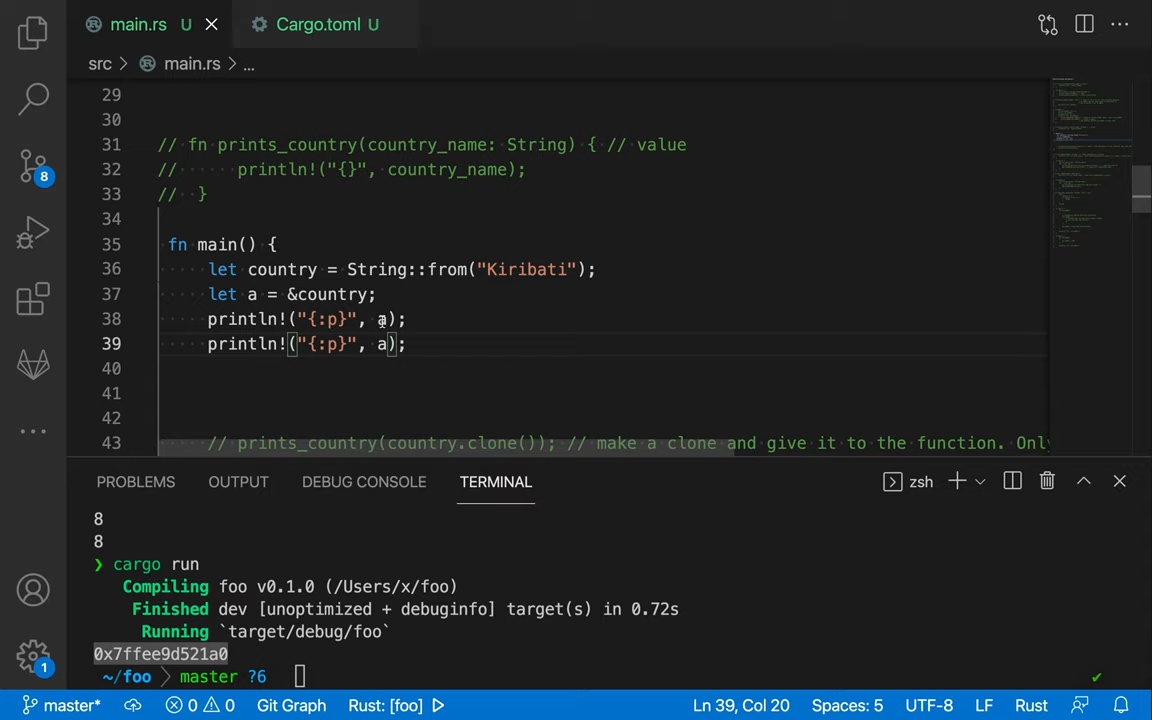 main.rs U
Cargo.toml U
src > main.rs > ...
29
30
31 // fn prints_country(country_name: String) { // value
32 // println!("{}", country_name);
33 // }
34
35 fn main() {
36 let country = String::from("Kiribati");
37 let a = &country;
38 println!("{:p}", a);
39 println!("{:p}", a);
40
41
42
43 // prints_country(country.clone()); // make a clone and give it to the function. Onl
8
PROBLEMS OUTPUT DEBUG CONSOLE TERMINAL zsh
8
8
❯ cargo run
Compiling foo v0.1.0 (/Users/x/foo)
Finished dev [unoptimized + debuginfo] target(s) in 0.72s
Running `target/debug/foo`
0x7ffee9d521a0
~/foo master ?6 ✔
1
master* 0 0 Git Graph Rust: [foo] Ln 39, Col 20 Spaces: 5 UTF-8 LF Rust